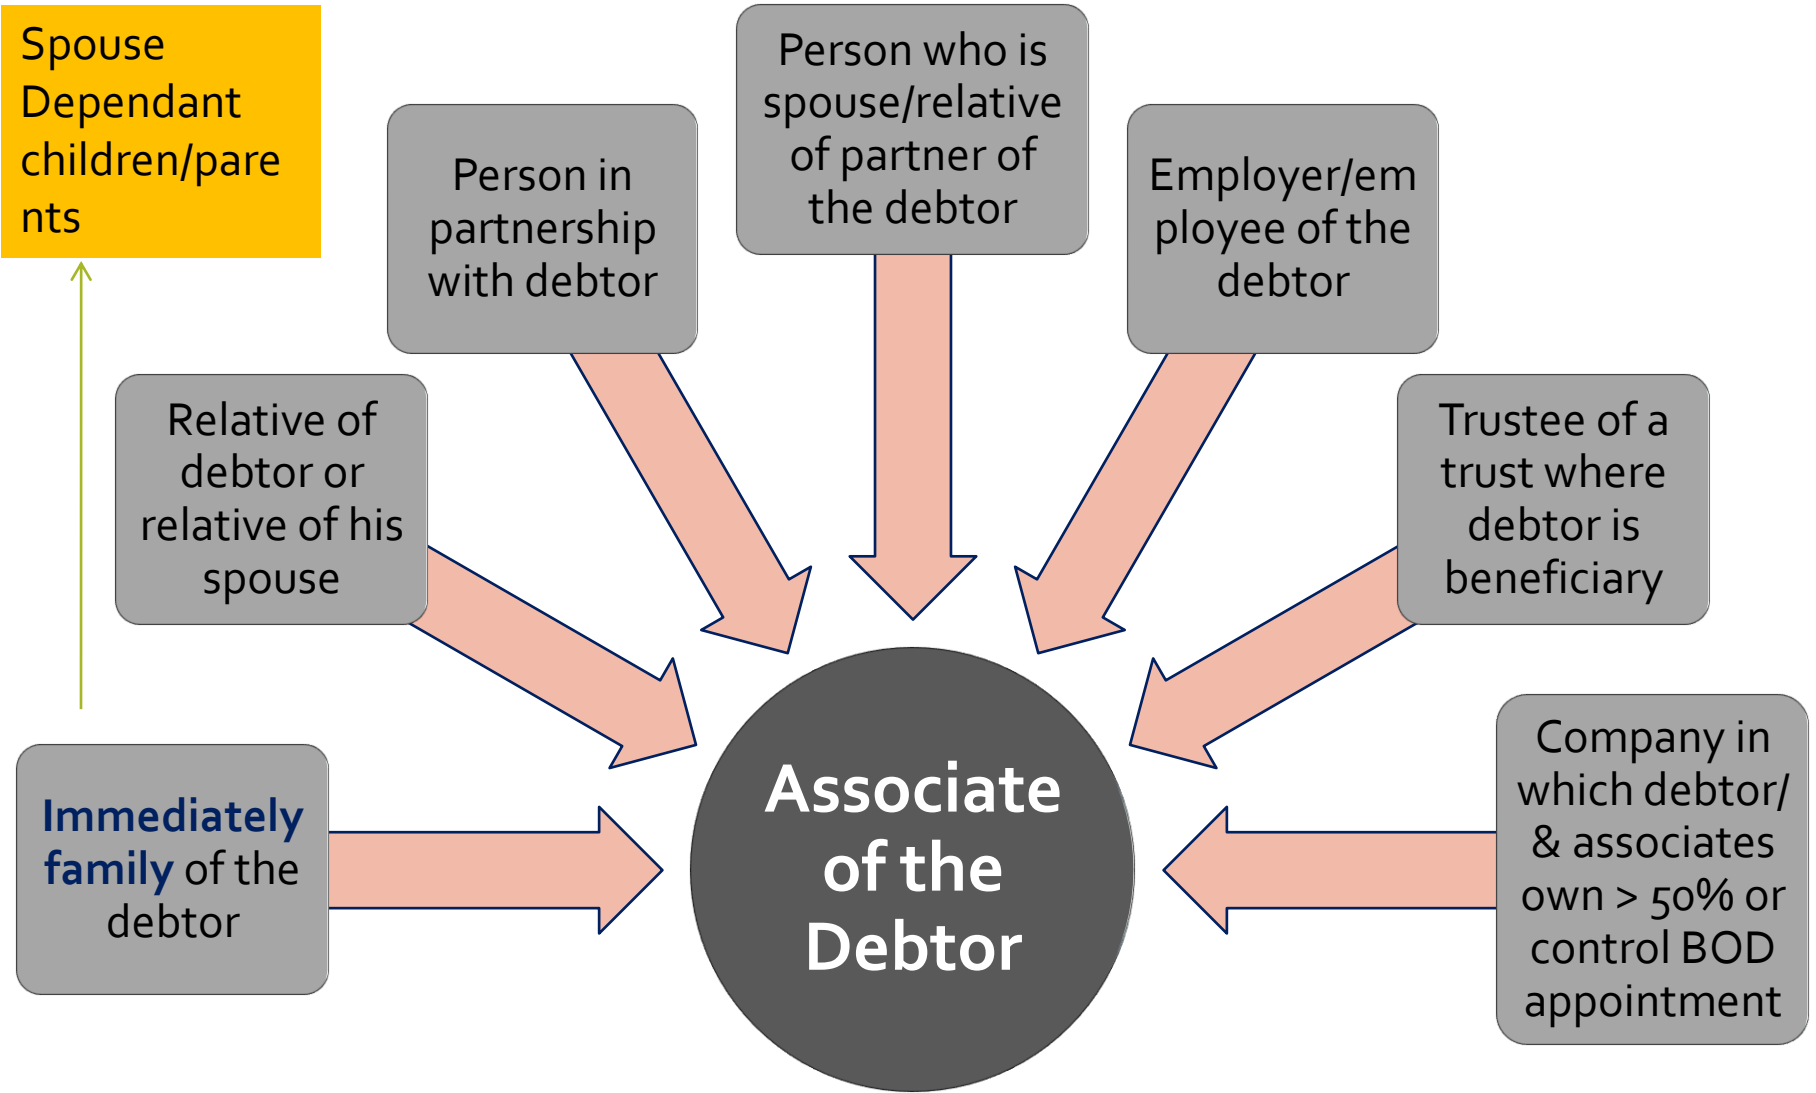 Spouse
Dependant
children/pare
nts
Person in
partnership
with debtor
Person who is
spouse/relative
of partner of
the debtor
Employer/em
ployee of the
debtor
Relative of
debtor or
relative of his
spouse
Trustee of a
trust where
debtor is
beneficiary
Immediately
family of the
debtor
Associate
of the
Debtor
Company in
which debtor/
& associates
own > 50% or
control BOD
appointment